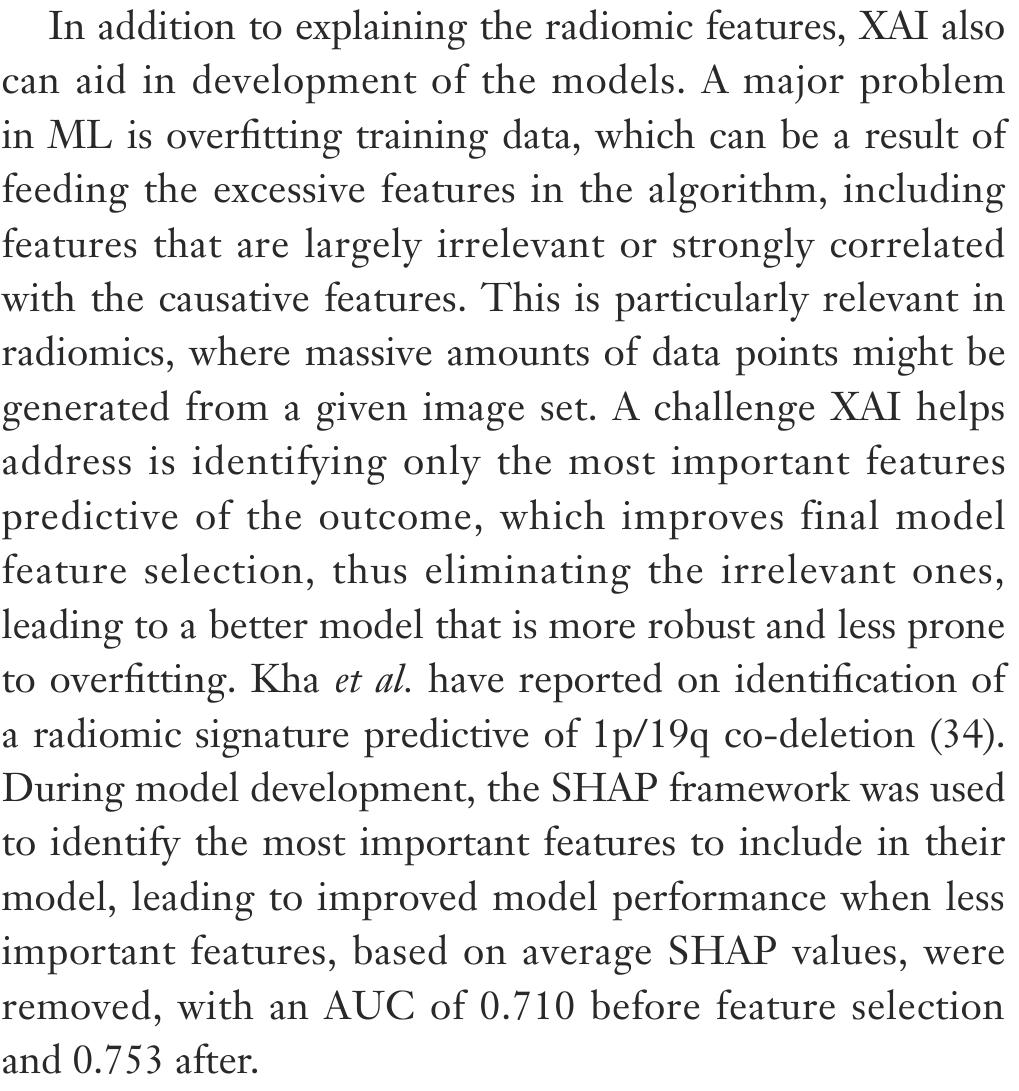 In addition to explaining the radiomic features, XAI also
can aid in development of the models. A major problem
in ML is overfitting training data, which can be a result of
feeding the excessive features in the algorithm, including
features that are largely irrelevant or strongly correlated
with the causative features. This is particularly relevant in
radiomics, where massive amounts of data points might be
generated from a given image set. A challenge XAI helps
address is identifying only the most important features
predictive of the outcome, which improves final model
feature selection, thus eliminating the irrelevant ones,
leading to a better model that is more robust and less prone
to overfitting. Kha et al. have reported on identification of
a radiomic signature predictive of 1p/19q co-deletion (34).
During model development, the SHAP framework was used
to identify the most important features to include in their
model, leading to improved model performance when less
important features, based on average SHAP values, were
removed, with an AUC of 0.710 before feature selection
and 0.753 after.